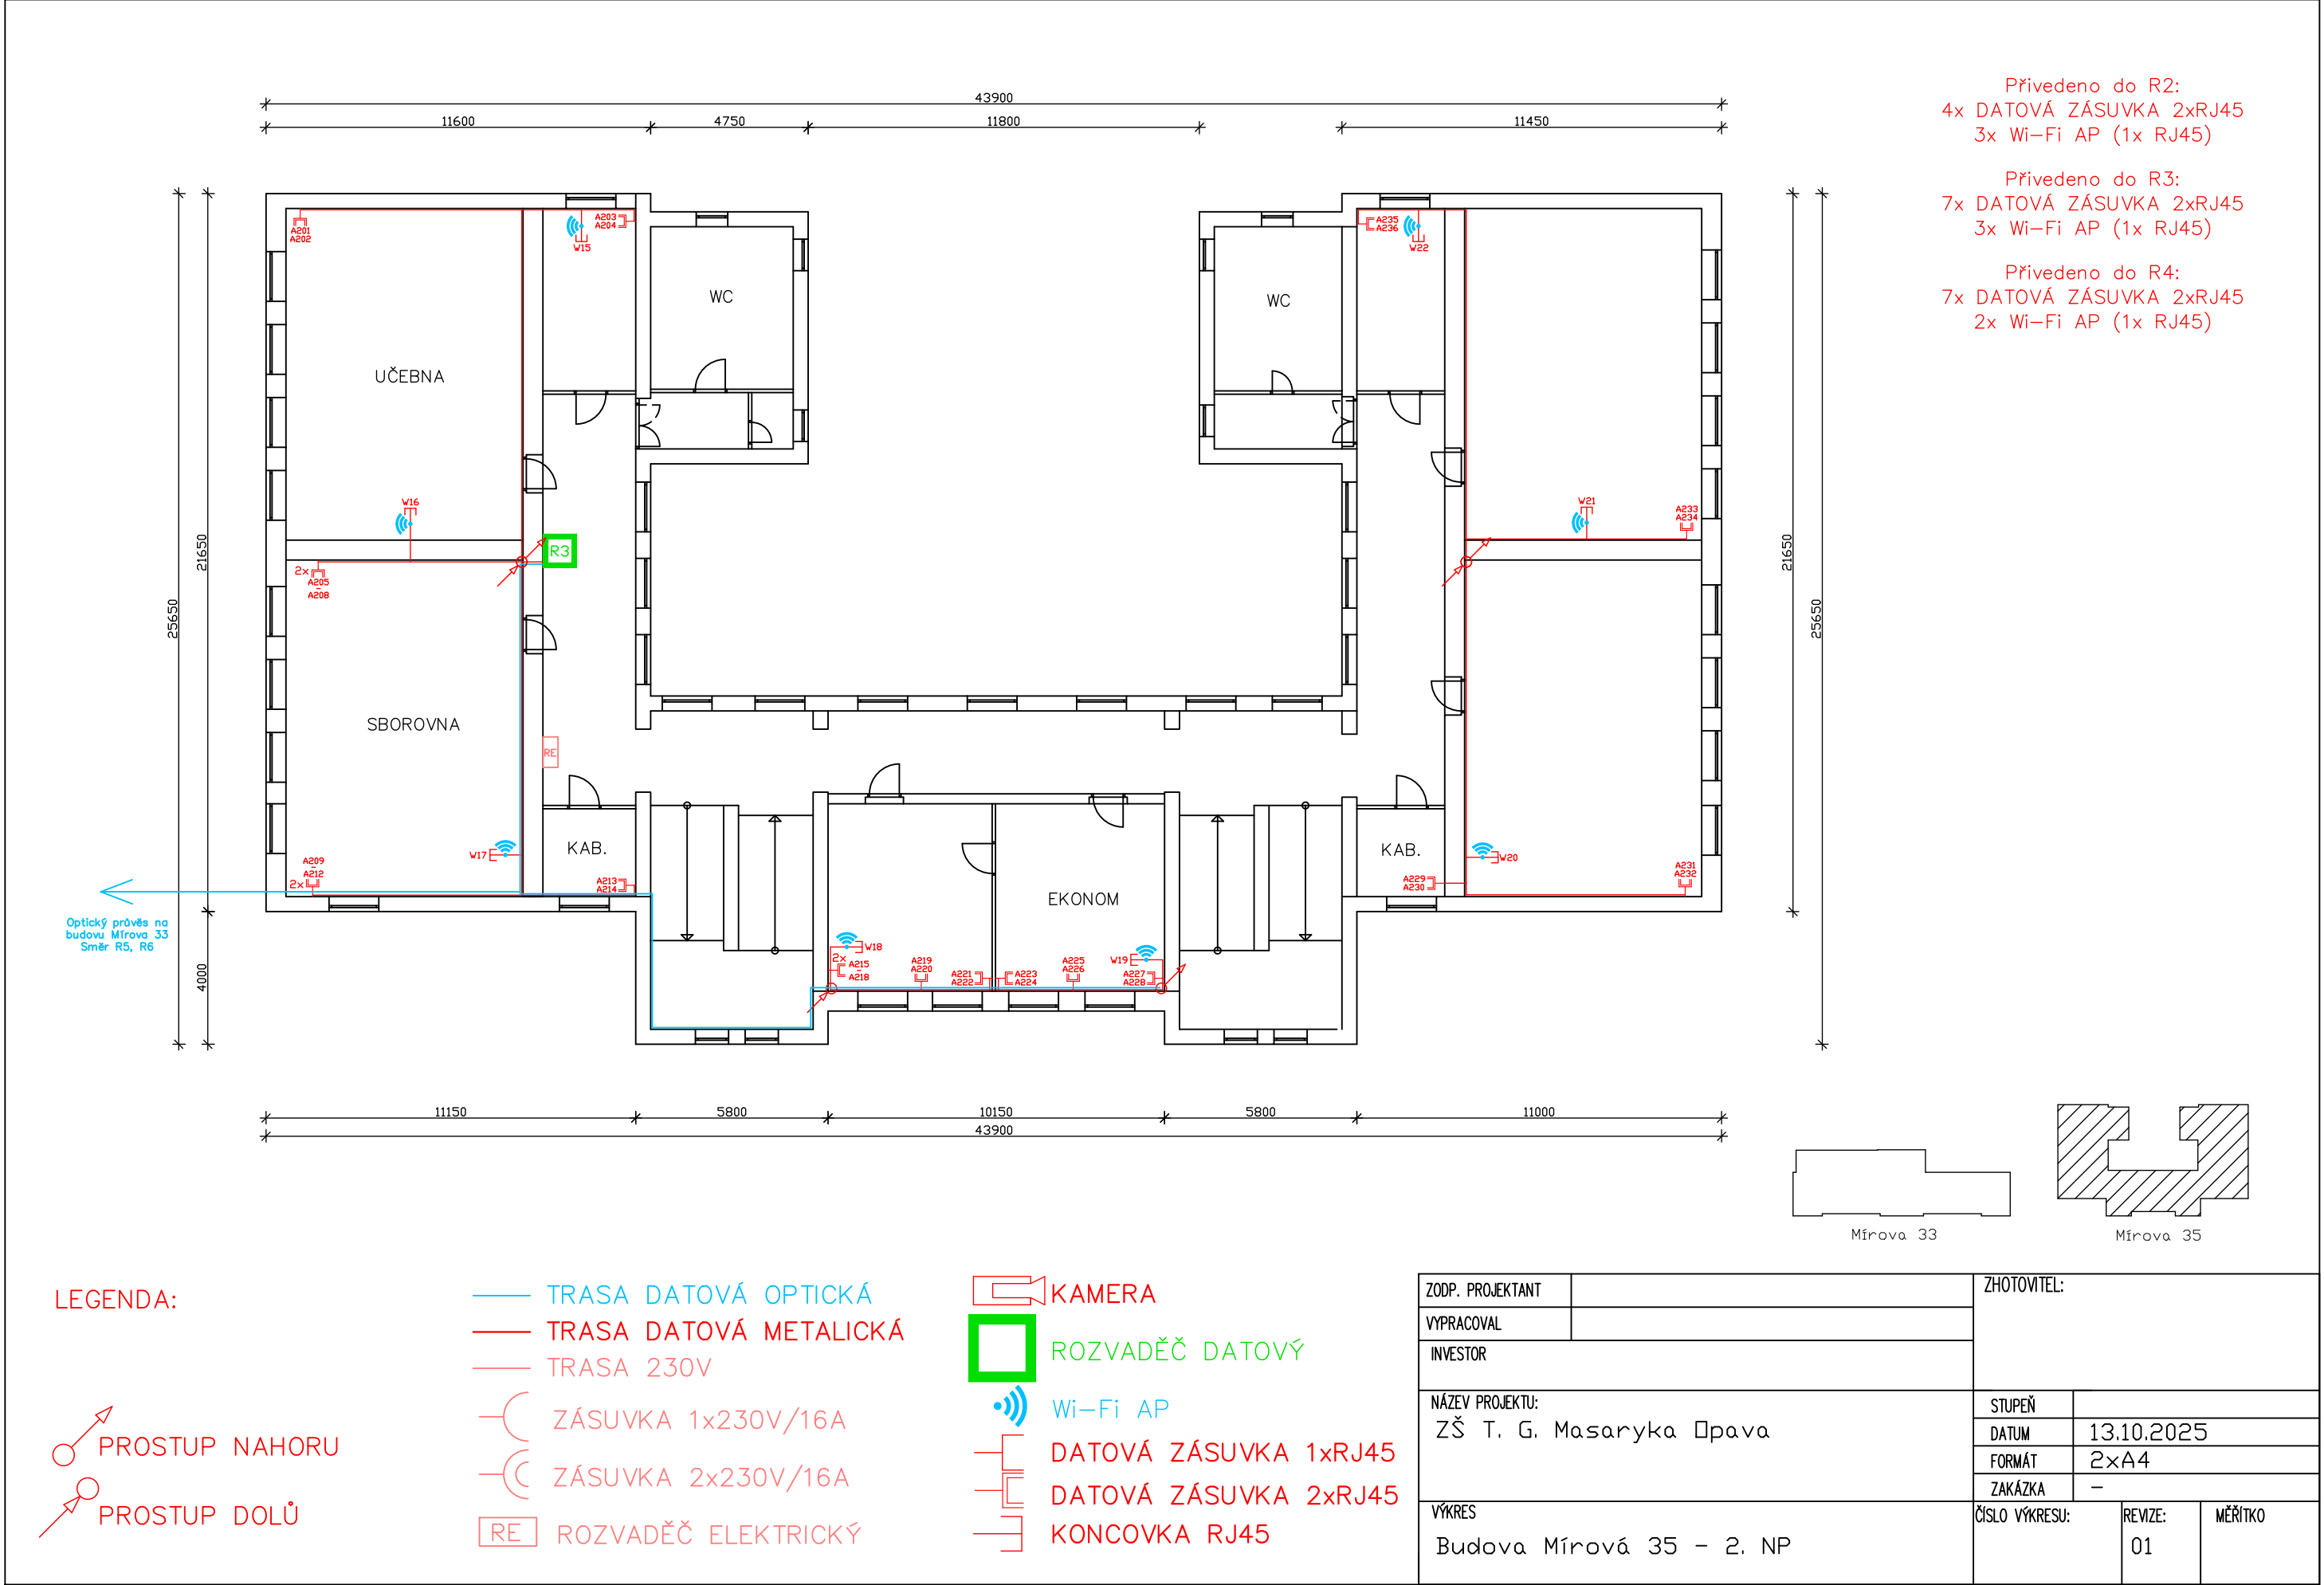 Přivedeno do R2:
4x DATOVÁ ZÁSUVKA 2xRJ45
3x Wi-Fi AP (1x RJ45)
Přivedeno do R3:
7x DATOVÁ ZÁSUVKA 2xRJ45
3x Wi-Fi AP (1x RJ45)
Přivedeno do R4:
7x DATOVÁ ZÁSUVKA 2xRJ45
2x Wi-Fi AP (1x RJ45)
43900
11600
4750
11800
11450
A201
A202
W15
A203
A204
WC
WC
A235
A236
W22
UČEBNA
W16
R3
2x
A205
-
A208
W21
A233
A234
21650
25650
21650
25650
SBOROVNA
RE
W17
KAB.
KAB.
W20
A209
-
A212
2x
A213
A214
A229
A230
A231
A232
EKONOM
Optický průvěs na
budovu Mírova 33
Směr R5, R6
4000
W18
2x
A215
-
A218
A219
A220
A221
A222
A223
A224
A225
A226
W19
A227
A228
11150
5800
10150
5800
11000
43900
Mírova 33
Mírova 35
LEGENDA:
PROSTUP NAHORU
PROSTUP DOLŮ
TRASA DATOVÁ OPTICKÁ
TRASA DATOVÁ METALICKÁ
TRASA 230V
ZÁSUVKA 1x230V/16A
ZÁSUVKA 2x230V/16A
RE
ROZVADĚČ ELEKTRICKÝ
KAMERA
ROZVADĚČ DATOVÝ
Wi-Fi AP
DATOVÁ ZÁSUVKA 1xRJ45
DATOVÁ ZÁSUVKA 2xRJ45
KONCOVKA RJ45
ZODP. PROJEKTANT
VYPRACOVAL
INVESTOR
NÁZEV PROJEKTU:
ZŠ T. G. Masaryka Opava
VÝKRES
Budova Mírová 35 - 2. NP
ZHOTOVITEL:
STUPEŇ
DATUM
13.10.2025
FORMÁT
2xA4
ZAKÁZKA
-
ČÍSLO VÝKRESU:
REVIZE:
01
MĚŘÍTKO